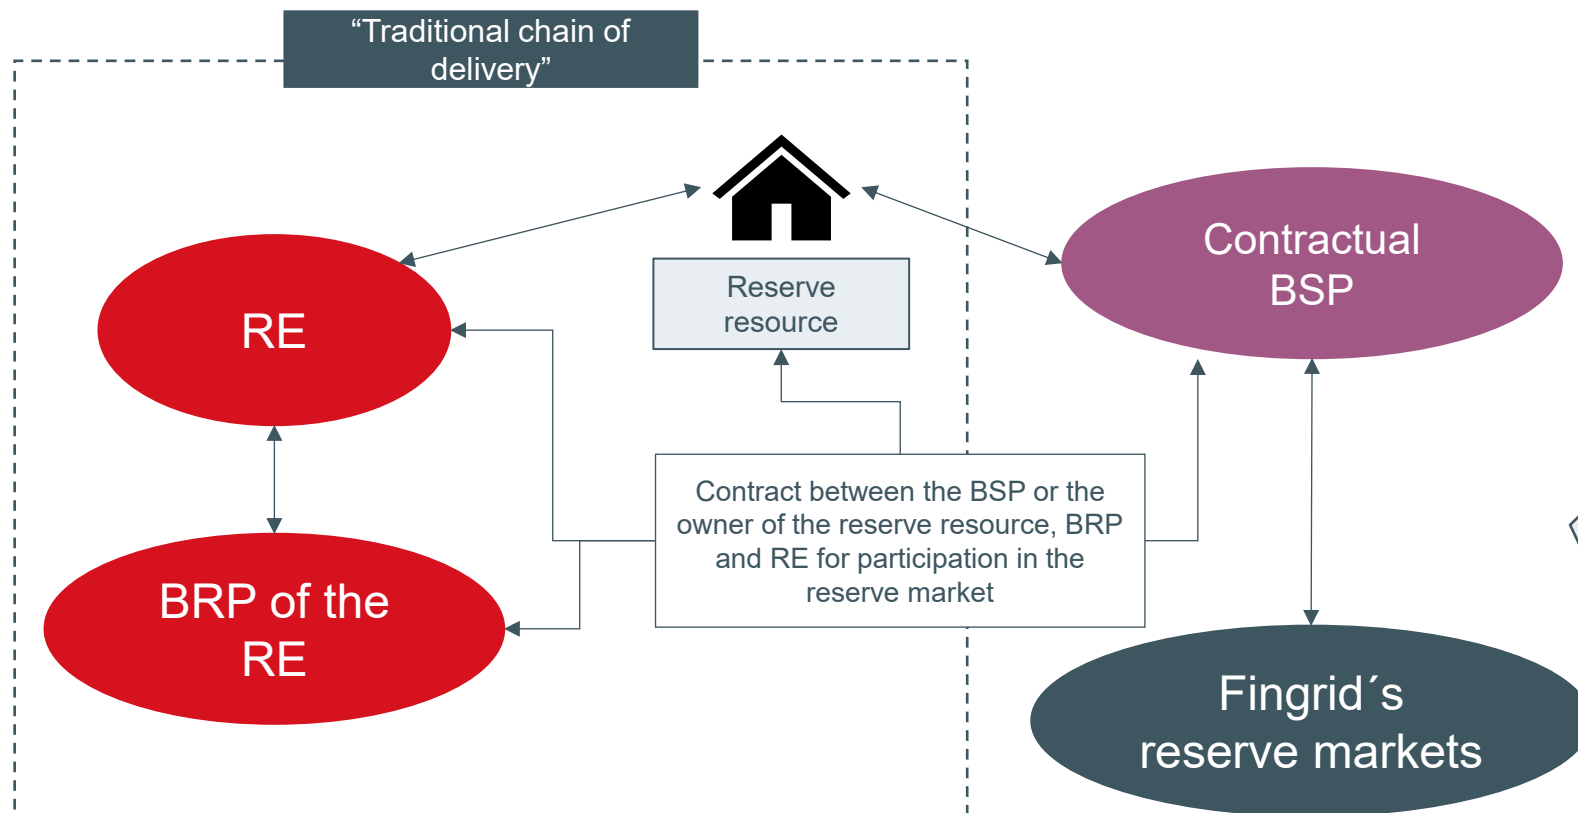 “Traditional chain of
delivery”
Reserve
resource
Contractual
BSP
RE
Contract between the BSP or the
owner of the reserve resource, BRP
and RE for participation in the
reserve market
BRP of the
RE
Fingrid´s
reserve markets